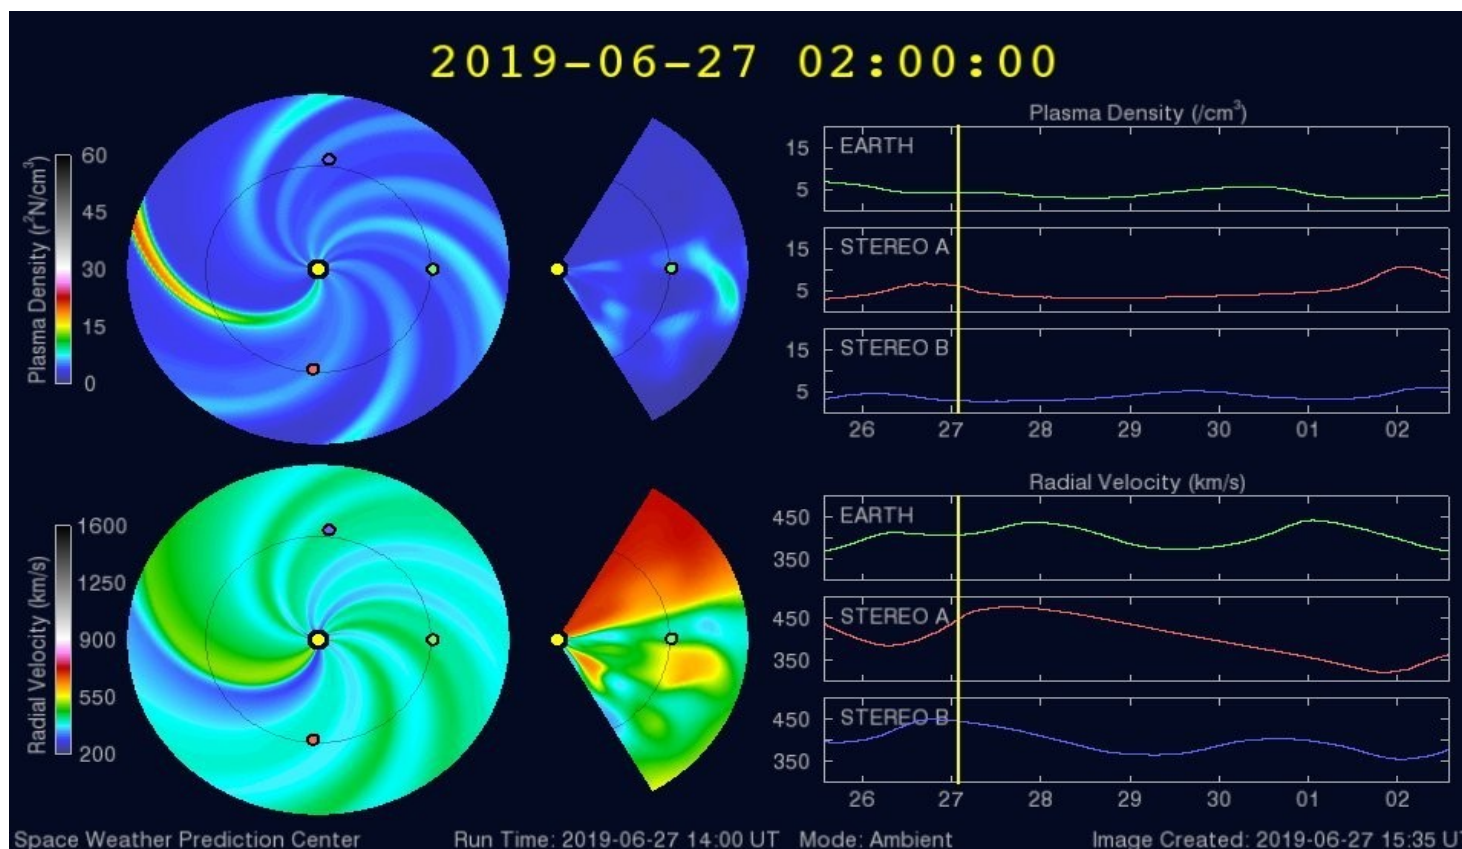 2019-06-27 02:00:00
Plasma Density (r²N/cm³)
60
45
30
15
0
Plasma Density (/cm³)
EARTH
15
5
STEREO A
15
5
STEREO B
15
5
26 27 28 29 30 01 02
Radial Velocity (km/s)
1600
1250
900
550
200
Radial Velocity (km/s)
EARTH
450
350
STEREO A
450
350
STEREO B
450
350
26 27 28 29 30 01 02
Space Weather Prediction Center Run Time: 2019-06-27 14:00 UT Mode: Ambient Image Created: 2019-06-27 15:35